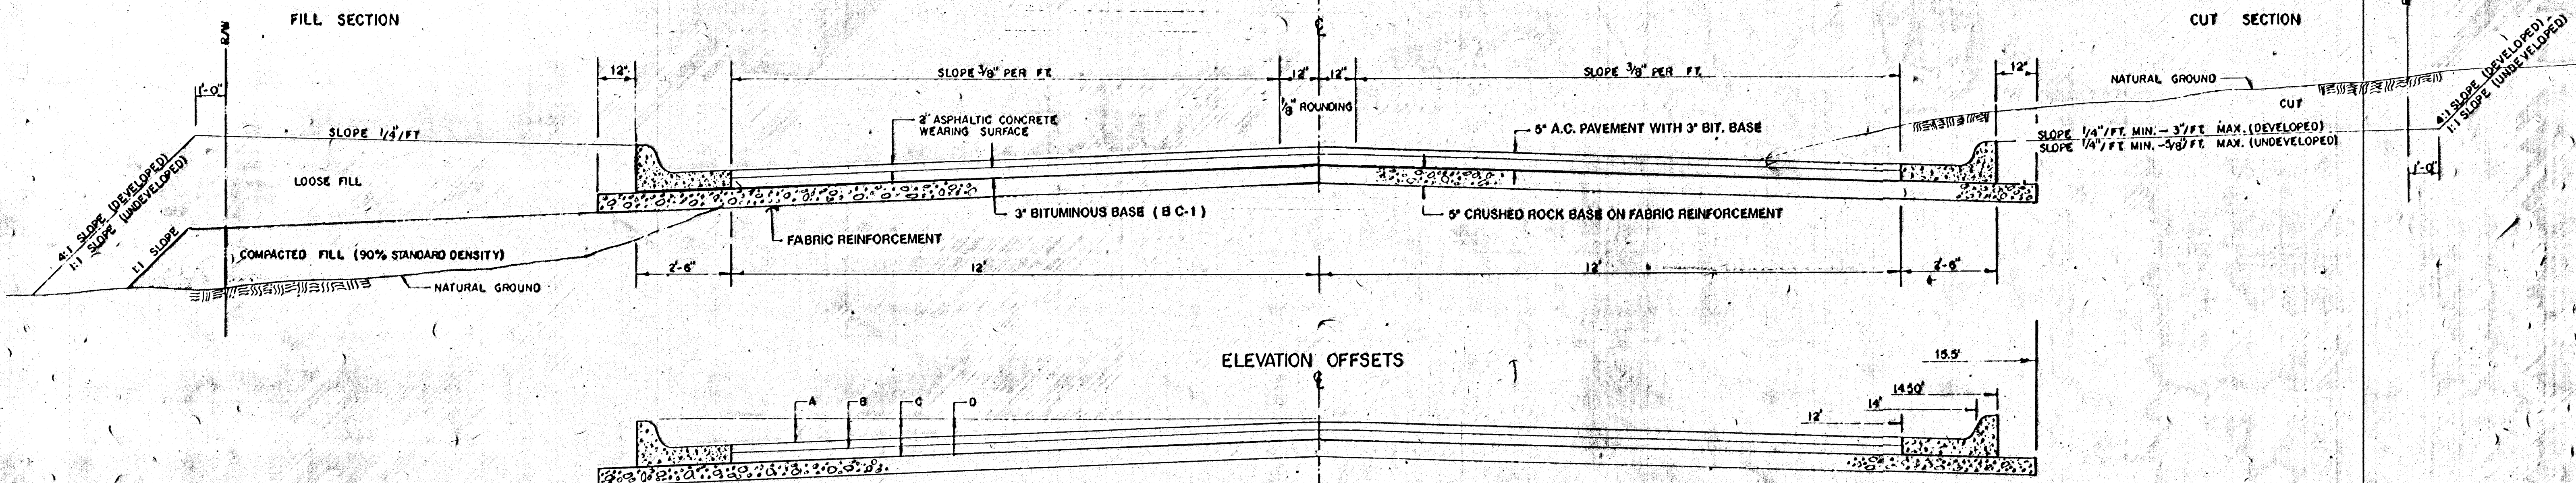 FILL SECTION
CUT SECTION
R/W
℄
12"
SLOPE 3/8" PER FT.
12"
12"
SLOPE 3/8" PER FT.
12"
1'-0"
1/8" ROUNDING
NATURAL GROUND
CUT
4:1 SLOPE (DEVELOPED)
1:1 SLOPE (UNDEVELOPED)
SLOPE 1/4"/FT
2" ASPHALTIC CONCRETE
WEARING SURFACE
5" A.C. PAVEMENT WITH 3" BIT. BASE
SLOPE 1/4"/FT. MIN. - 3"/FT. MAX. (DEVELOPED)
SLOPE 1/4"/FT MIN. - 5/8"/FT. MAX. (UNDEVELOPED)
1'-0"
LOOSE FILL
4:1 SLOPE (DEVELOPED)
1:1 SLOPE (UNDEVELOPED)
1:1 SLOPE
3" BITUMINOUS BASE ( B C-1 )
5" CRUSHED ROCK BASE ON FABRIC REINFORCEMENT
FABRIC REINFORCEMENT
COMPACTED FILL (90% STANDARD DENSITY)
2'-6"
12'
12'
2'-6"
NATURAL GROUND
ELEVATION OFFSETS
℄
15.5'
14.50'
14'
12'
A
B
C
D